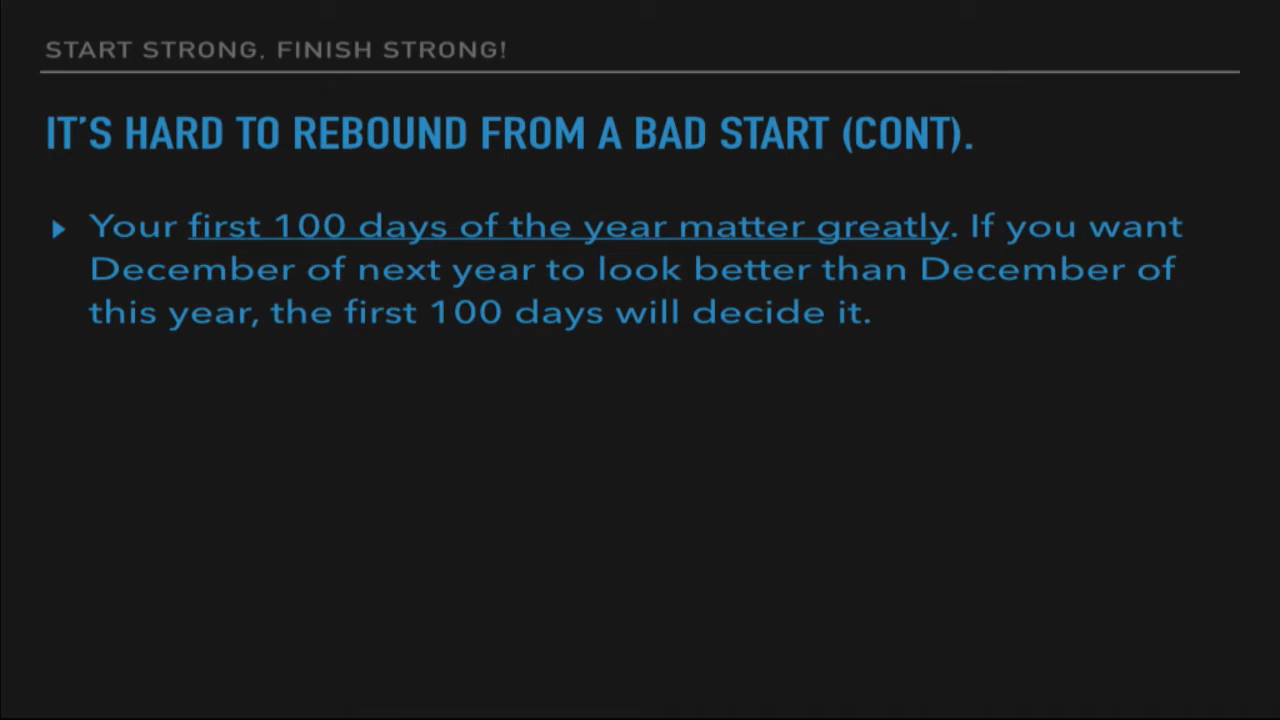 START STRONG, FINISH STRONG!
IT'S HARD TO REBOUND FROM A BAD START (CONT).
Your first 100 days of the year matter greatly. If you want
December of next year to look better than December of
this year, the first 100 days will decide it.